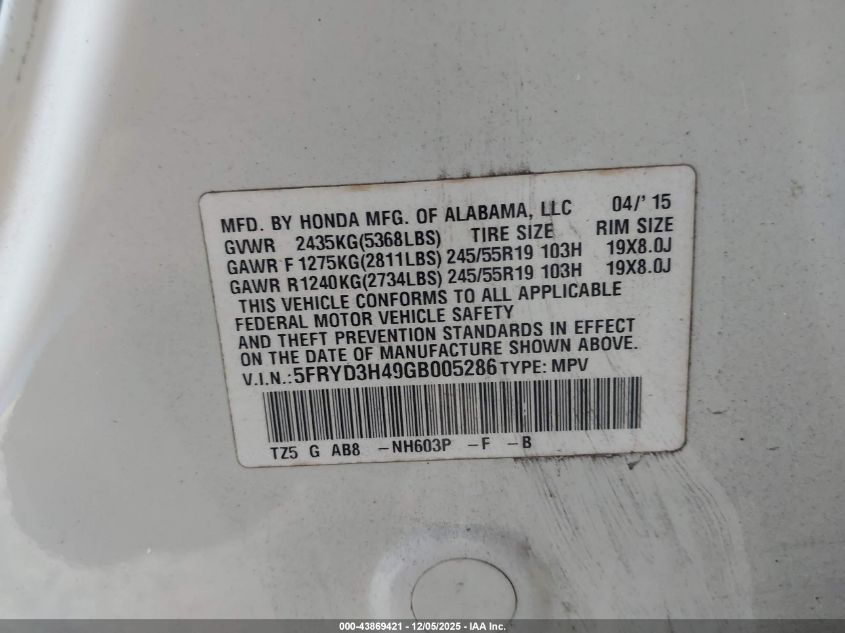 MFD. BY HONDA MFG. OF ALABAMA, LLC 04/' 15
GVWR 2435KG(5368LBS) TIRE SIZE RIM SIZE
GAWR F 1275KG(2811LBS) 245/55R19 103H 19X8.0J
GAWR R1240KG(2734LBS) 245/55R19 103H 19X8.0J
THIS VEHICLE CONFORMS TO ALL APPLICABLE
FEDERAL MOTOR VEHICLE SAFETY
AND THEFT PREVENTION STANDARDS IN EFFECT
ON THE DATE OF MANUFACTURE SHOWN ABOVE.
V.I.N.:5FRYD3H49GB005286 TYPE: MPV
TZ5 G AB8 -NH603P -F -B
000-43869421 - 12/05/2025 - IAA Inc.